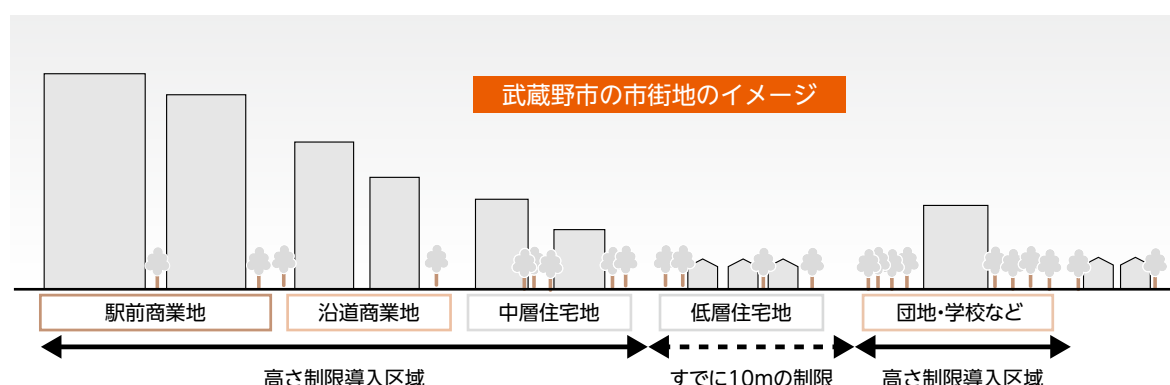 武蔵野市の市街地のイメージ
駅前商業地
沿道商業地
中層住宅地
低層住宅地
団地・学校など
高さ制限導入区域
すでに10mの制限
高さ制限導入区域